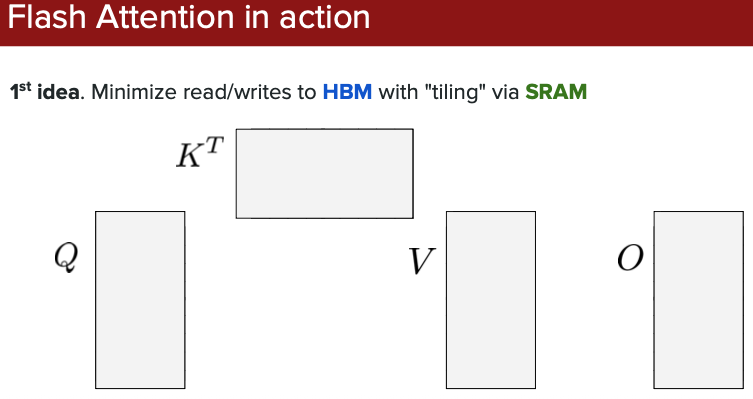 Flash Attention in action
1st idea. Minimize read/writes to HBM with "tiling" via SRAM
K^T
Q
V
O